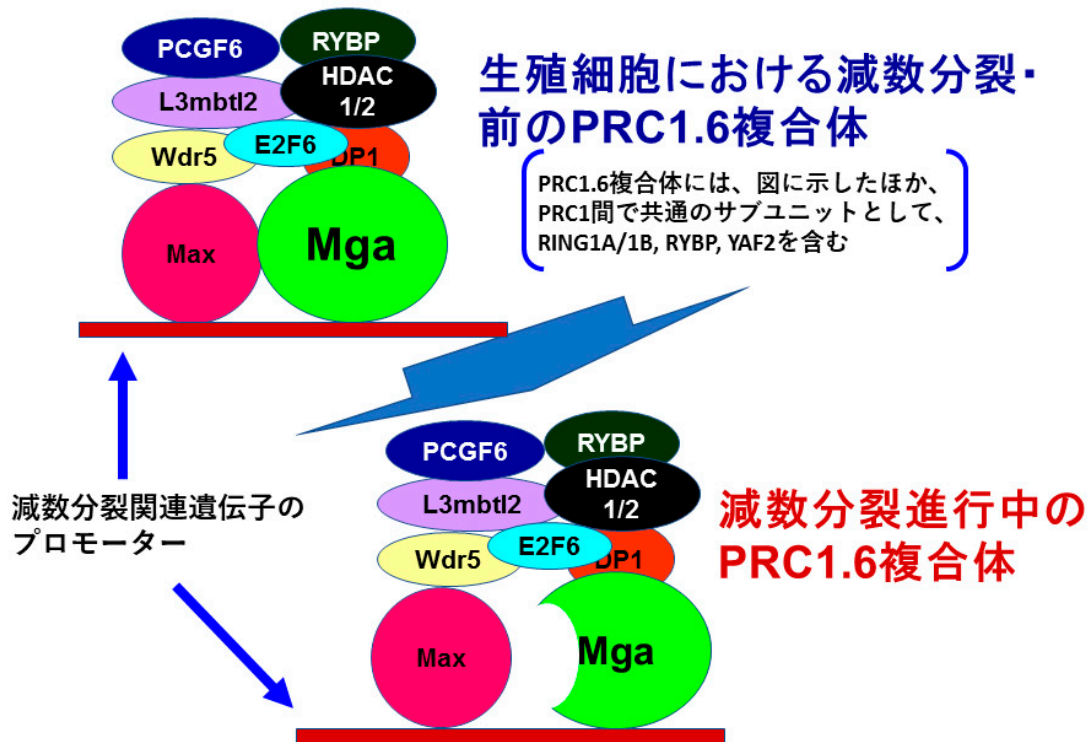 PCGF6
RYBP
L3mbtl2
HDAC
1/2
Wdr5
E2F6
DP1
Max
Mga
生殖細胞における減数分裂・
前のPRC1.6複合体
PRC1.6複合体には、図に示したほか、
PRC1間で共通のサブユニットとして、
RING1A/1B, RYBP, YAF2を含む
減数分裂関連遺伝子の
プロモーター
PCGF6
RYBP
L3mbtl2
HDAC
1/2
Wdr5
E2F6
DP1
Max
Mga
減数分裂進行中の
PRC1.6複合体